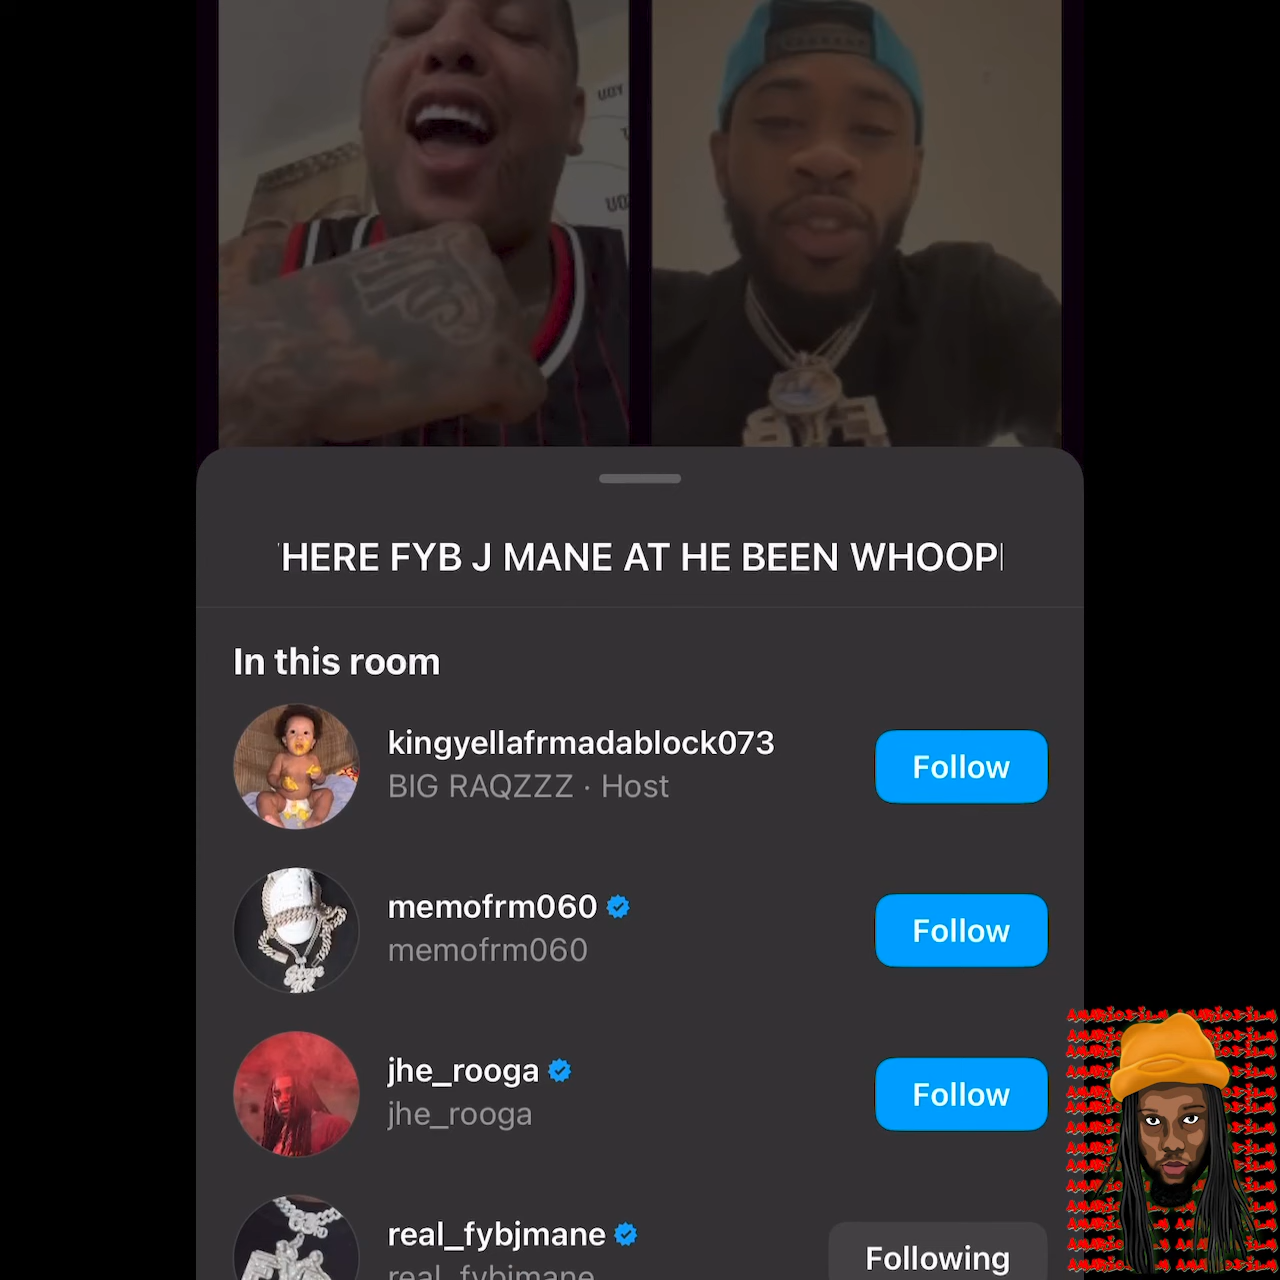 HERE FYB J MANE AT HE BEEN WHOOP
In this room
kingyellafrmadablock073
BIG RAQZZZ · Host
Follow
memofrm060
memofrm060
Follow
jhe_rooga
jhe_rooga
Follow
real_fybjmane
real_fybjmane
Following